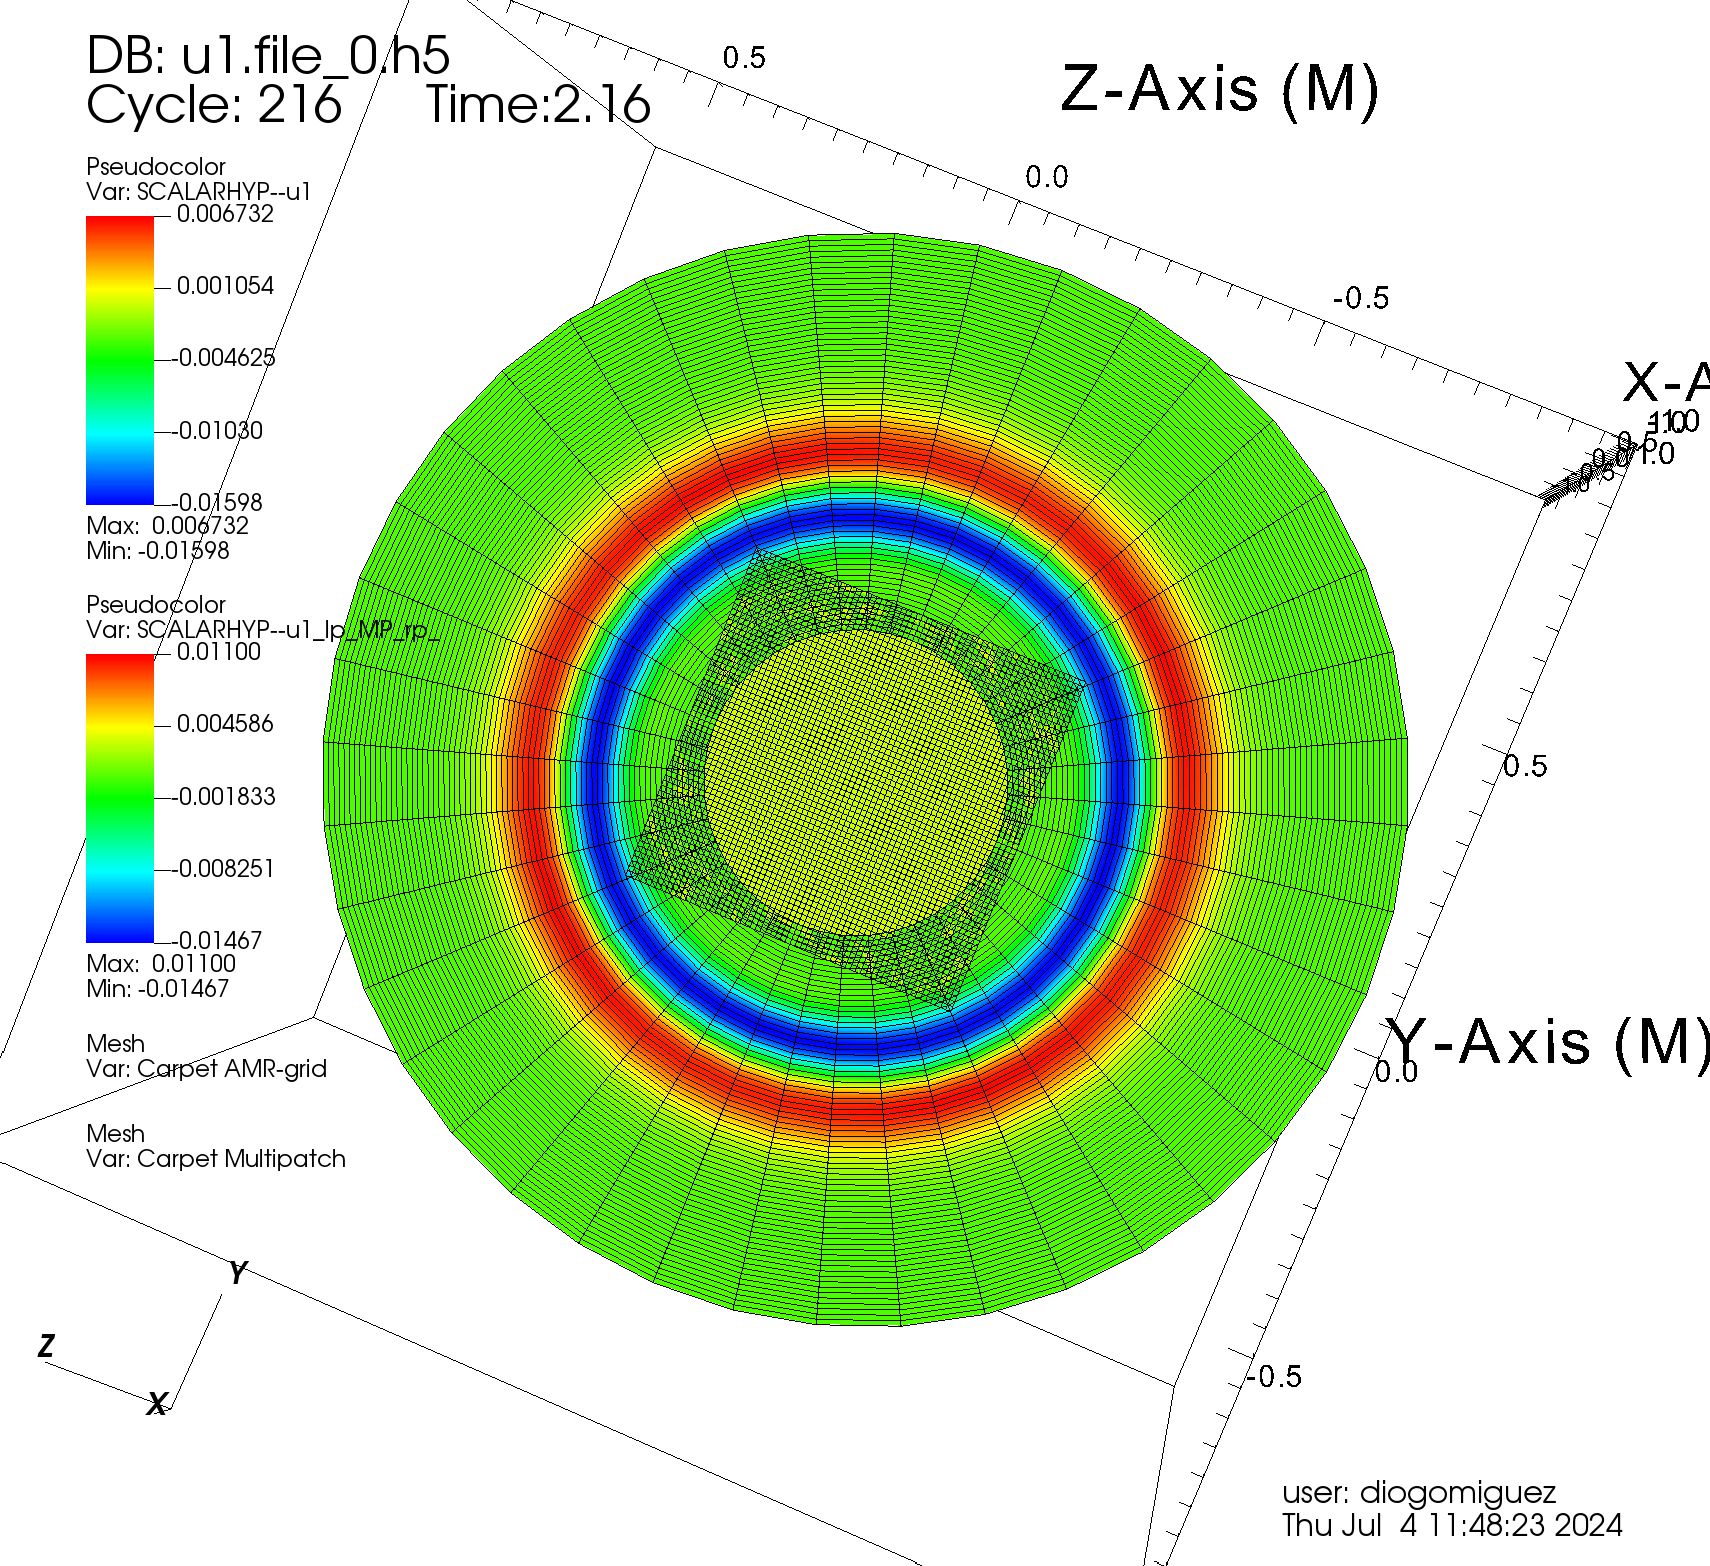 DB: u1.file_0.h5
Cycle: 216 Time:2.16
Pseudocolor
Var: SCALARHYP--u1
0.006732
0.001054
-0.004625
-0.01030
-0.01598
Max: 0.006732
Min: -0.01598
Pseudocolor
Var: SCALARHYP--u1_lp_MP_rp_
0.01100
0.004586
-0.001833
-0.008251
-0.01467
Max: 0.01100
Min: -0.01467
Mesh
Var: Carpet AMR-grid
Mesh
Var: Carpet Multipatch
Z-Axis (M)
0.5
0.0
-0.5
X-A
Y-Axis (M)
0.5
0.0
-0.5
Y
Z
X
user: diogomiguez
Thu Jul 4 11:48:23 2024